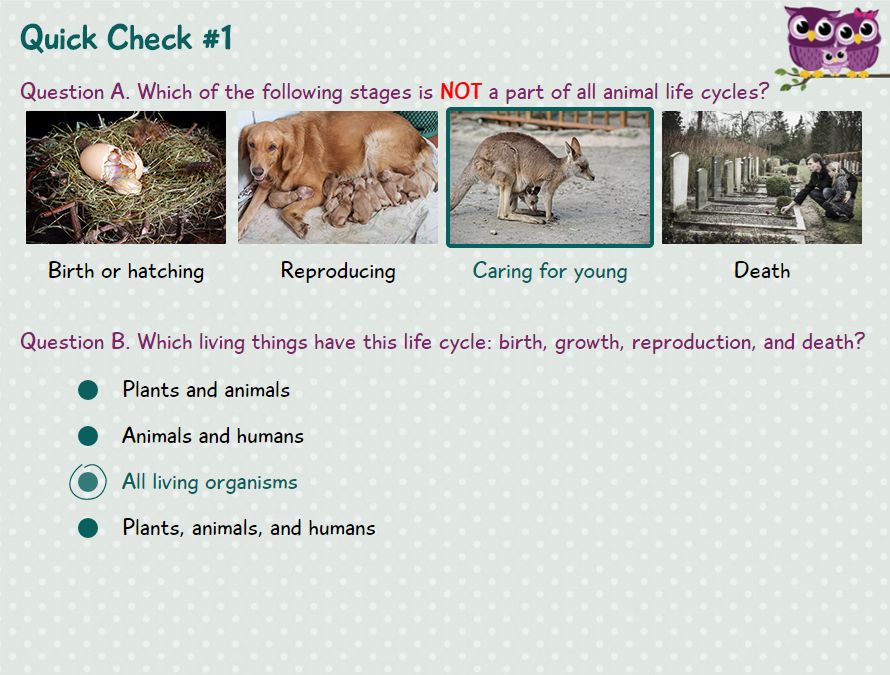 Quick Check #1
Question A. Which of the following stages is NOT a part of all animal life cycles?
Birth or hatching
Reproducing
Caring for young
Death
Question B. Which living things have this life cycle: birth, growth, reproduction, and death?
Plants and animals
Animals and humans
All living organisms
Plants, animals, and humans